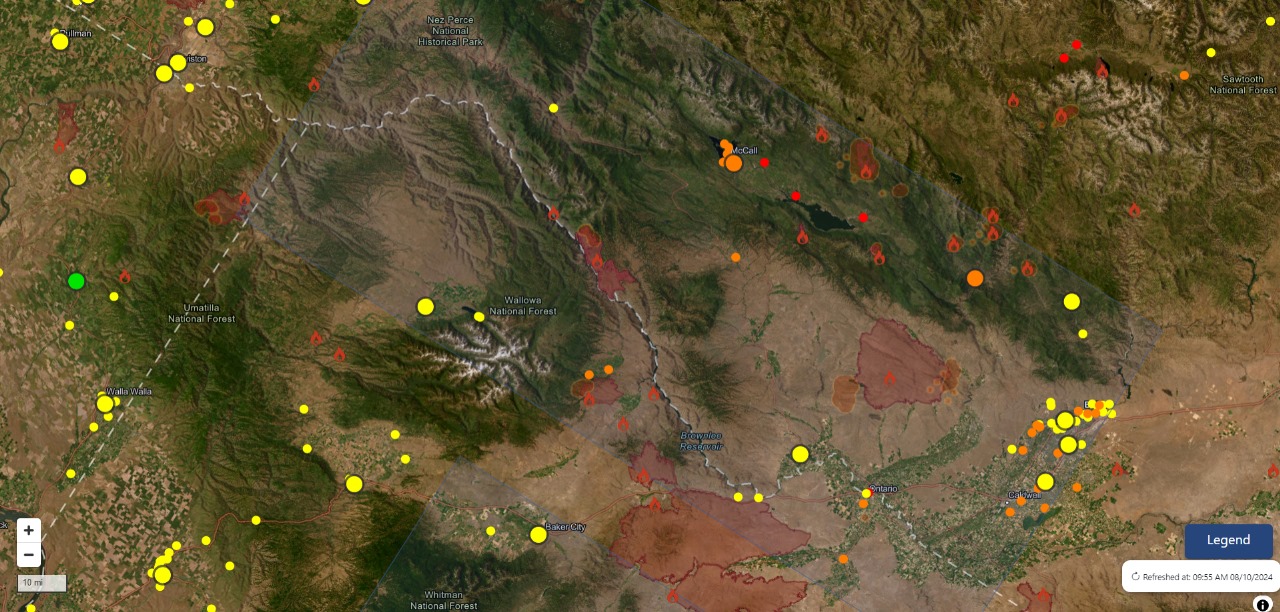 Nez Perce
National
Historical Park
Pullman
iston
Sawtooth
National Forest
McCall
Wallowa
National Forest
Umatilla
National Forest
Walla Walla
Brownlee
Reservoir
Ontario
Caldwell
Baker City
+
−
10 mi
Legend
Refreshed at: 09:55 AM 08/10/2024
Whitman
National Forest
i